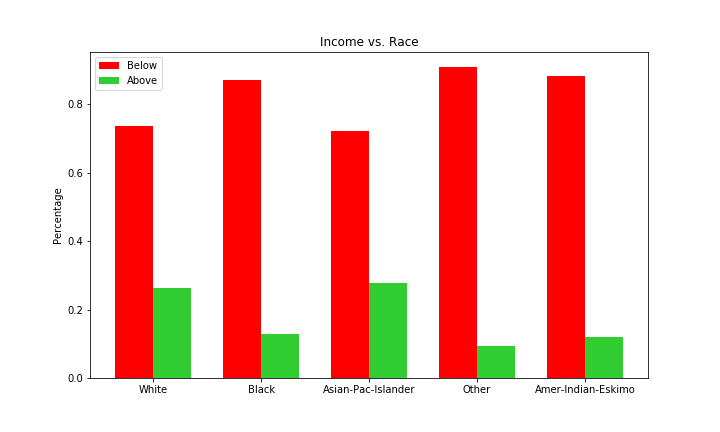 Income vs. Race
Below
Above
Percentage
0.8
0.6
0.4
0.2
0.0
White
Black
Asian-Pac-Islander
Other
Amer-Indian-Eskimo